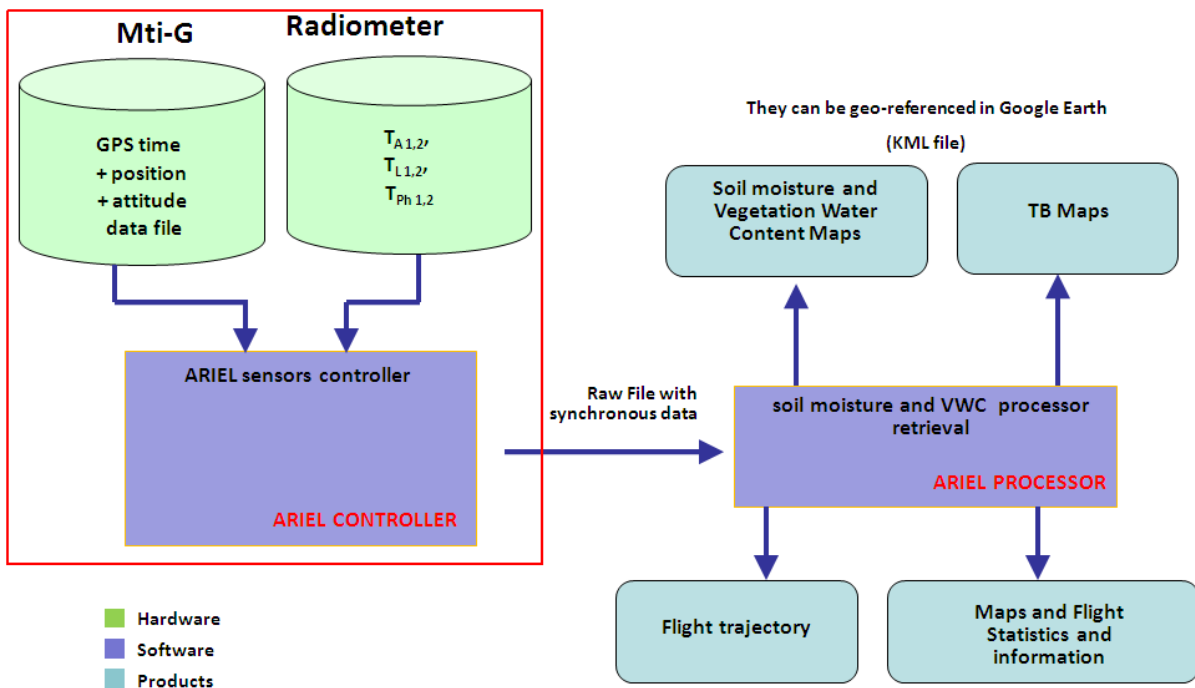 Mti-G
Radiometer
GPS time
+ position
+ attitude
data file
T A 1,2,
T L 1,2,
T Ph 1,2
ARIEL sensors controller
ARIEL CONTROLLER
Raw File with
synchronous data
They can be geo-referenced in Google Earth
(KML file)
Soil moisture and
Vegetation Water
Content Maps
TB Maps
soil moisture and VWC processor
retrieval
ARIEL PROCESSOR
Flight trajectory
Maps and Flight
Statistics and
information
Hardware
Software
Products